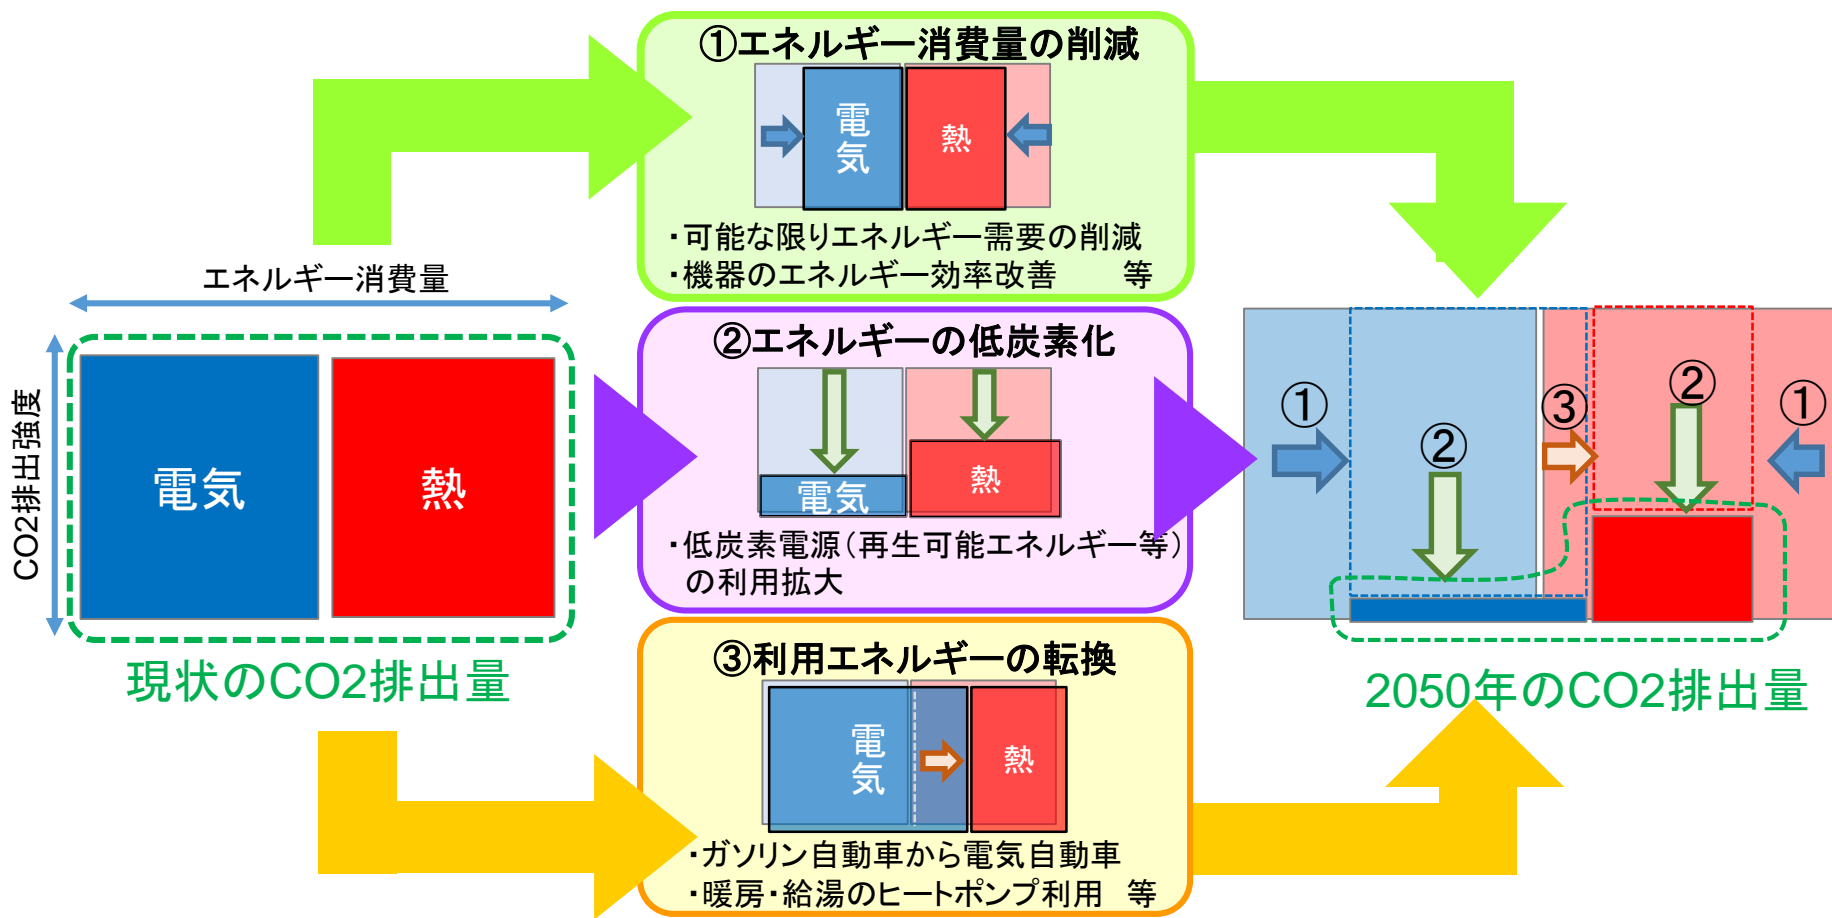 ①エネルギー消費量の削減
電気
熱
・可能な限りエネルギー需要の削減
・機器のエネルギー効率改善　　等
エネルギー消費量
CO2排出強度
電気
熱
現状のCO2排出量
②エネルギーの低炭素化
電気
熱
・低炭素電源(再生可能エネルギー等)
の利用拡大
③利用エネルギーの転換
電気
熱
・ガソリン自動車から電気自動車
・暖房・給湯のヒートポンプ利用　等
①
②
③
②
①
2050年のCO2排出量